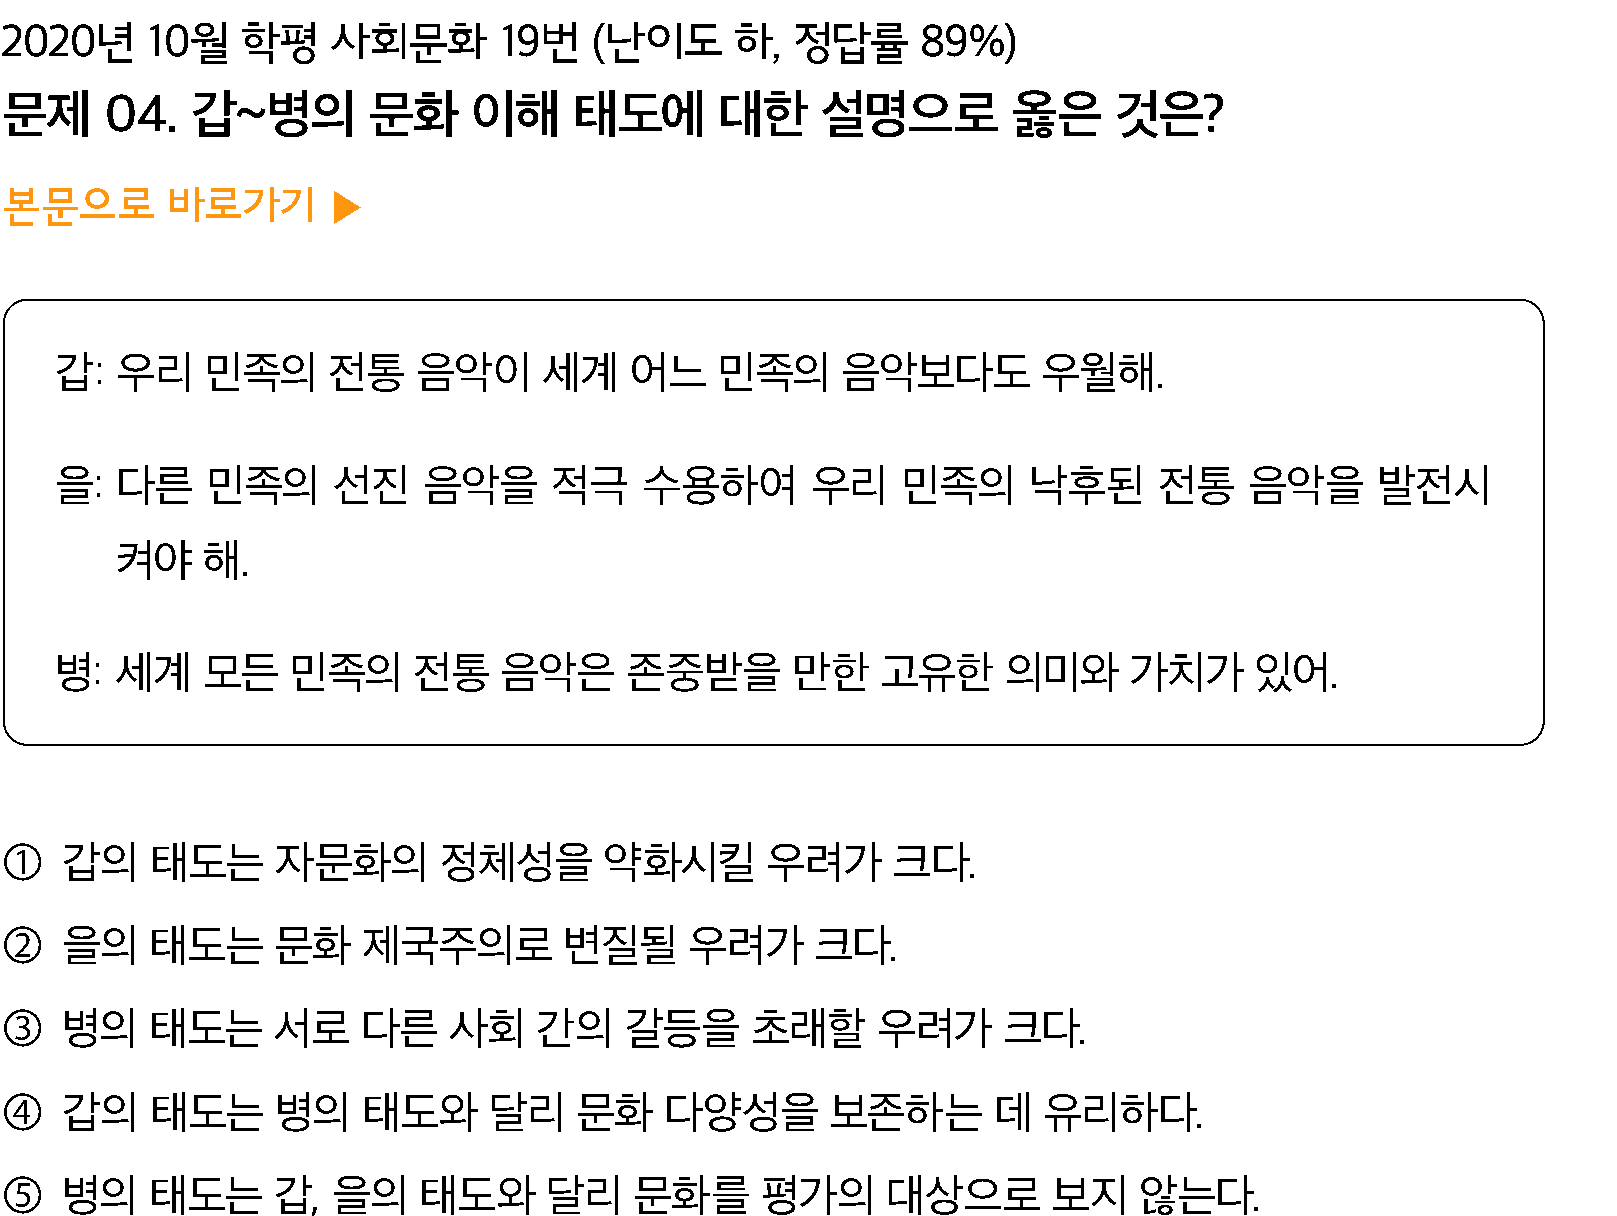 2020년 10월 학평 사회문화 19번 (난이도 하, 정답률 89%)
문제 04. 갑~병의 문화 이해 태도에 대한 설명으로 옳은 것은?
본문으로 바로가기 ▶
갑: 우리 민족의 전통 음악이 세계 어느 민족의 음악보다도 우월해.
을: 다른 민족의 선진 음악을 적극 수용하여 우리 민족의 낙후된 전통 음악을 발전시
켜야 해.
병: 세계 모든 민족의 전통 음악은 존중받을 만한 고유한 의미와 가치가 있어.
① 갑의 태도는 자문화의 정체성을 약화시킬 우려가 크다.
② 을의 태도는 문화 제국주의로 변질될 우려가 크다.
③ 병의 태도는 서로 다른 사회 간의 갈등을 초래할 우려가 크다.
④ 갑의 태도는 병의 태도와 달리 문화 다양성을 보존하는 데 유리하다.
⑤ 병의 태도는 갑, 을의 태도와 달리 문화를 평가의 대상으로 보지 않는다.